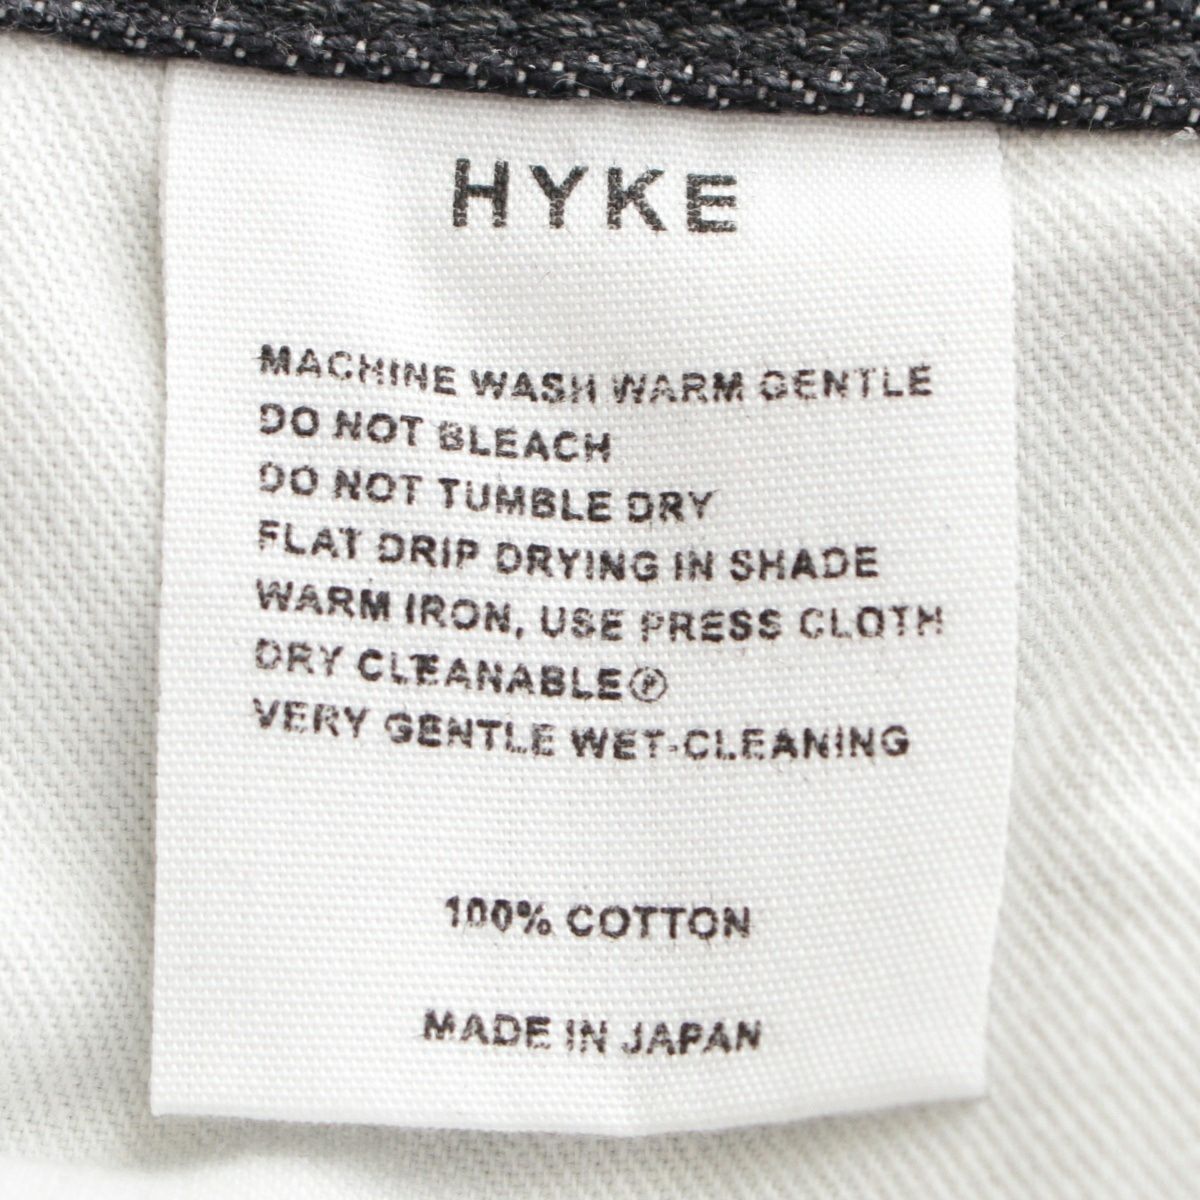 HYKE
MACHINE WASH WARM GENTLE
DO NOT BLEACH
DO NOT TUMBLE DRY
FLAT DRIP DRYING IN SHADE
WARM IRON, USE PRESS CLOTH
DRY CLEANABLEⓅ
VERY GENTLE WET-CLEANING
100% COTTON
MADE IN JAPAN